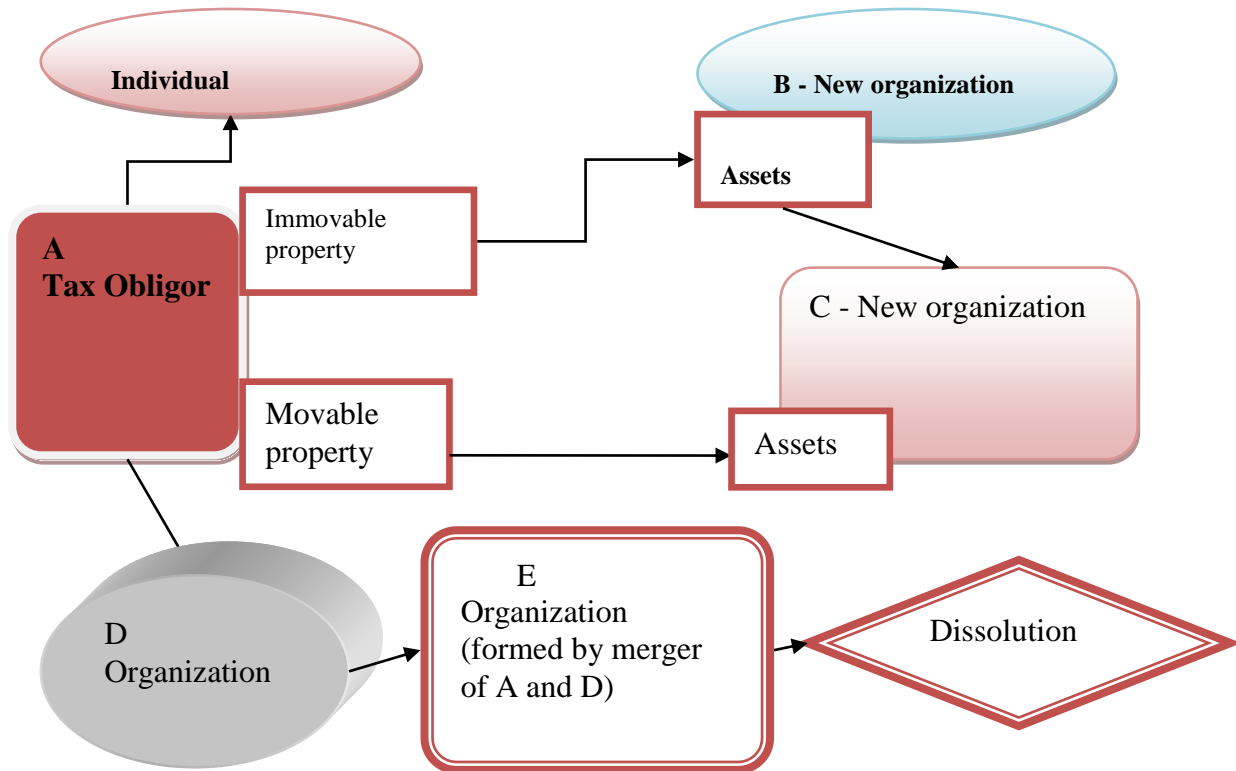 Individual
B - New organization
Assets
Immovable
property
A
Tax Obligor
C - New organization
Movable
property
Assets
D
Organization
E
Organization
(formed by merger
of A and D)
Dissolution